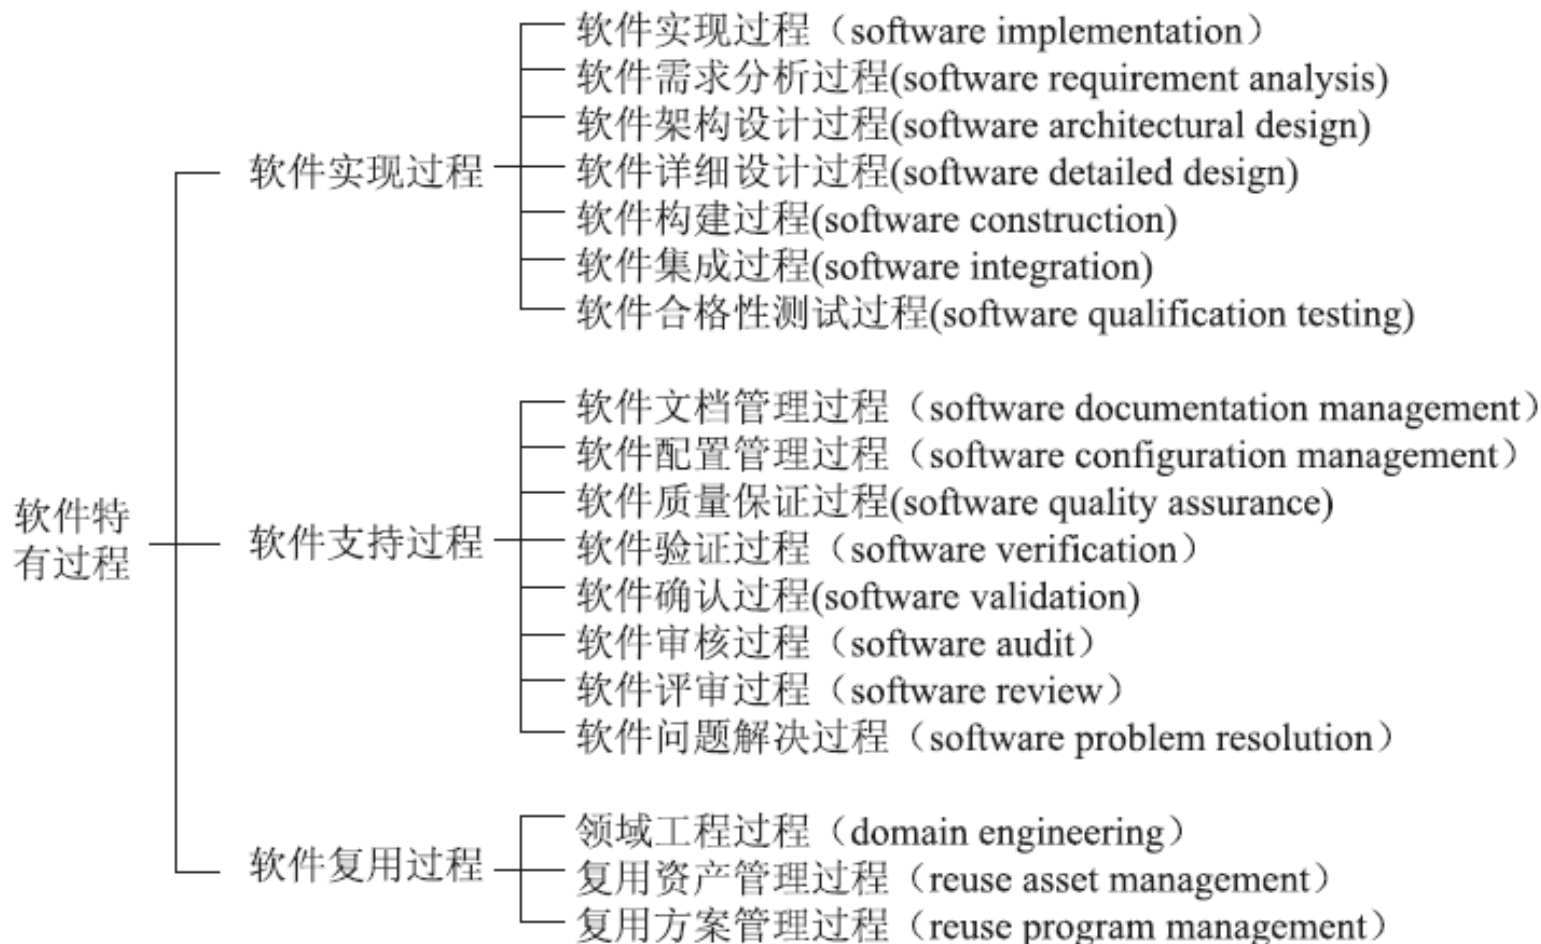 软件特
有过程
软件实现过程
软件实现过程（software implementation）
软件需求分析过程(software requirement analysis)
软件架构设计过程(software architectural design)
软件详细设计过程(software detailed design)
软件构建过程(software construction)
软件集成过程(software integration)
软件合格性测试过程(software qualification testing)
软件支持过程
软件文档管理过程（software documentation management）
软件配置管理过程（software configuration management）
软件质量保证过程(software quality assurance)
软件验证过程（software verification）
软件确认过程(software validation)
软件审核过程（software audit）
软件评审过程（software review）
软件问题解决过程（software problem resolution）
软件复用过程
领域工程过程（domain engineering）
复用资产管理过程（reuse asset management）
复用方案管理过程（reuse program management）